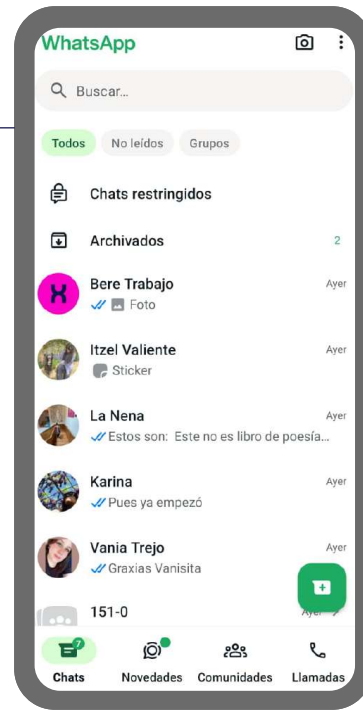 WhatsApp
Buscar...
Todos No leídos Grupos
Chats restringidos
Archivados 2
Bere Trabajo Ayer
Foto
Itzel Valiente Ayer
Sticker
La Nena Ayer
Estos son: Este no es libro de poesía...
Karina Ayer
Pues ya empezó
Vania Trejo Ayer
Graxias Vanisita
151-0 Ayer
7
Chats Novedades Comunidades Llamadas